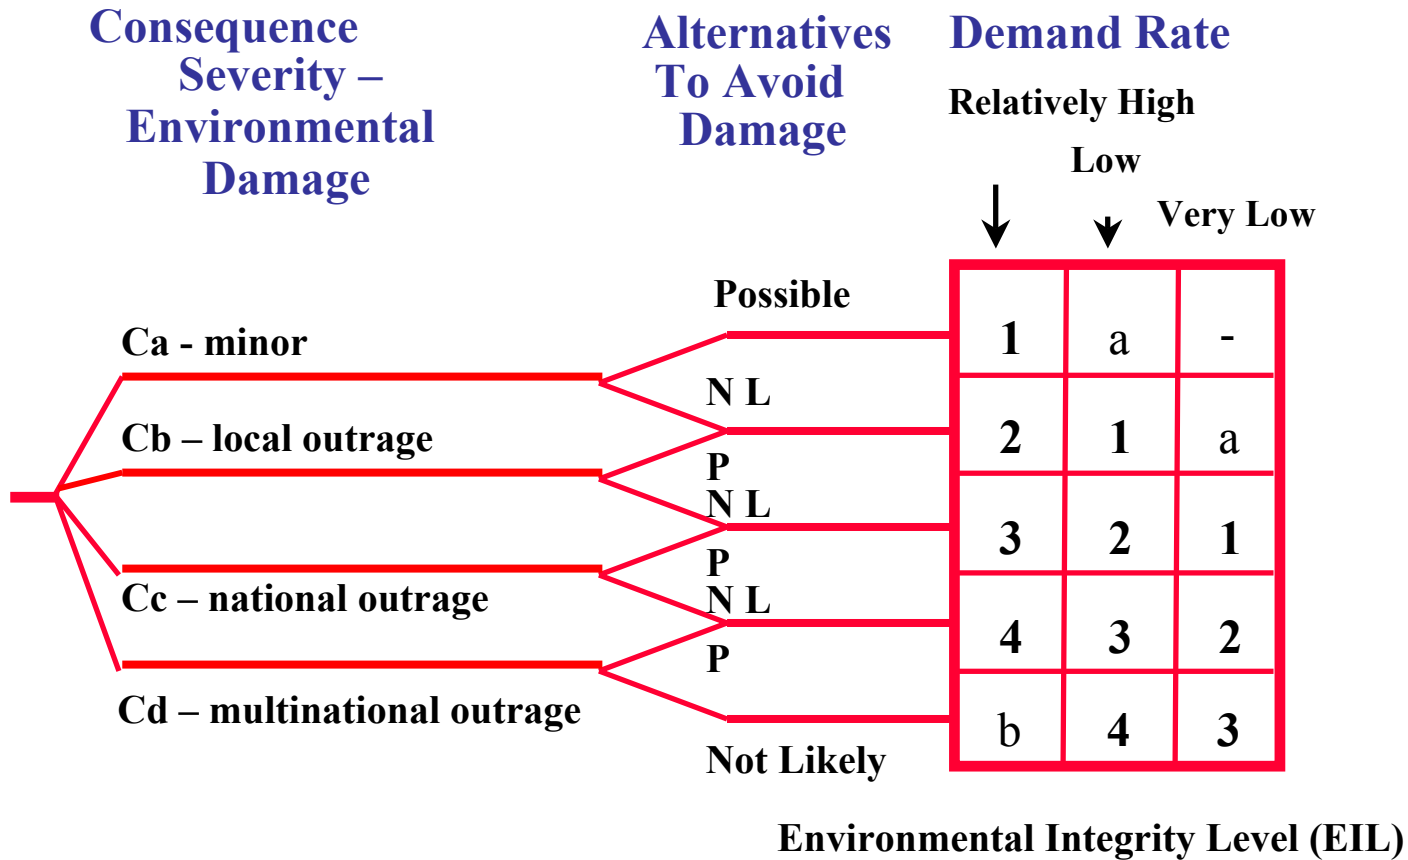 Consequence
Severity –
Environmental
Damage
Alternatives
To Avoid
Damage
Demand Rate
Relatively High
Low
Very Low
Possible
Ca - minor
N L
Cb – local outrage
P
N L
P
Cc – national outrage
N L
P
Cd – multinational outrage
Not Likely
1 a -
2 1 a
3 2 1
4 3 2
b 4 3
Environmental Integrity Level (EIL)